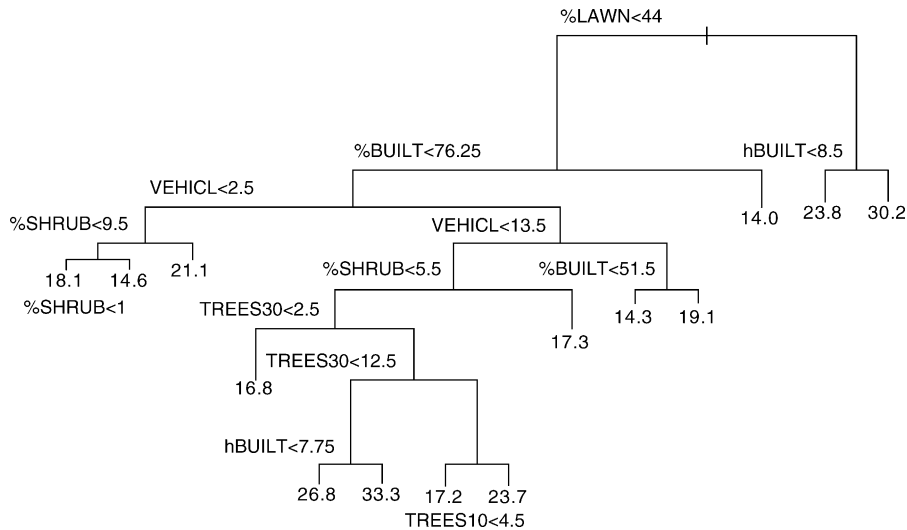 %LAWN<44
%BUILT<76.25
hBUILT<8.5
VEHICL<2.5
%SHRUB<9.5
VEHICL<13.5
14.0
23.8
30.2
18.1
14.6
21.1
%SHRUB<5.5
%BUILT<51.5
%SHRUB<1
TREES30<2.5
14.3
19.1
17.3
TREES30<12.5
16.8
hBUILT<7.75
26.8
33.3
17.2
23.7
TREES10<4.5